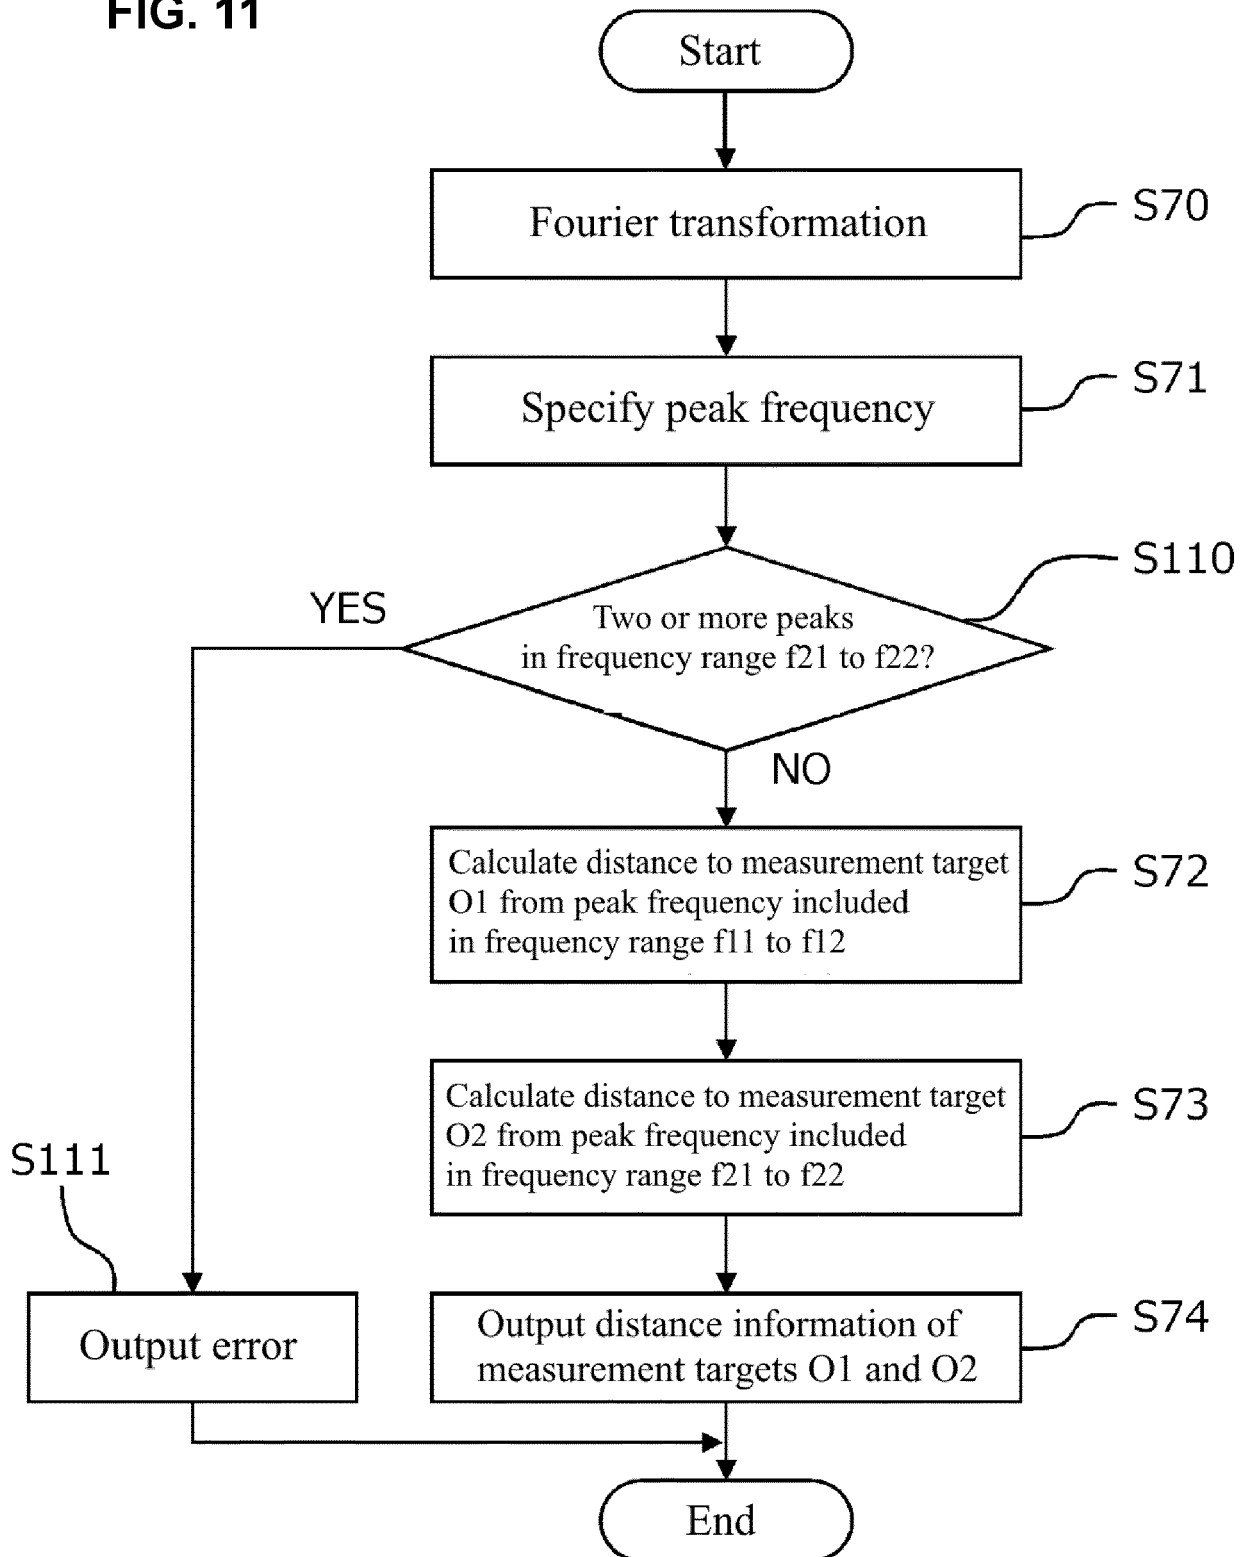 FIG. 11
Start
Fourier transformation
S70
Specify peak frequency
S71
Two or more peaks
in frequency range f21 to f22?
S110
YES
NO
Calculate distance to measurement target
O1 from peak frequency included
in frequency range f11 to f12
S72
Calculate distance to measurement target
O2 from peak frequency included
in frequency range f21 to f22
S73
S111
Output error
Output distance information of
measurement targets O1 and O2
S74
End